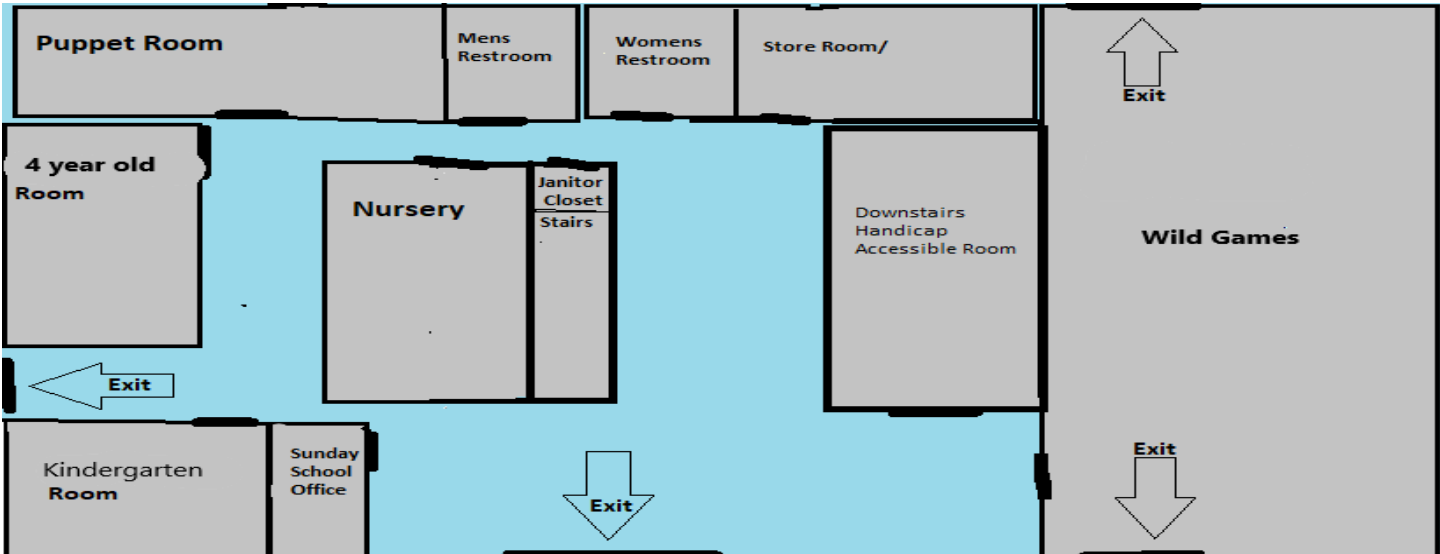 Puppet Room
Mens
Restroom
Womens
Restroom
Store Room/
Exit
4 year old
Room
Nursery
Janitor
Closet
Stairs
Downstairs
Handicap
Accessible Room
Wild Games
Exit
Kindergarten
Room
Sunday
School
Office
Exit
Exit